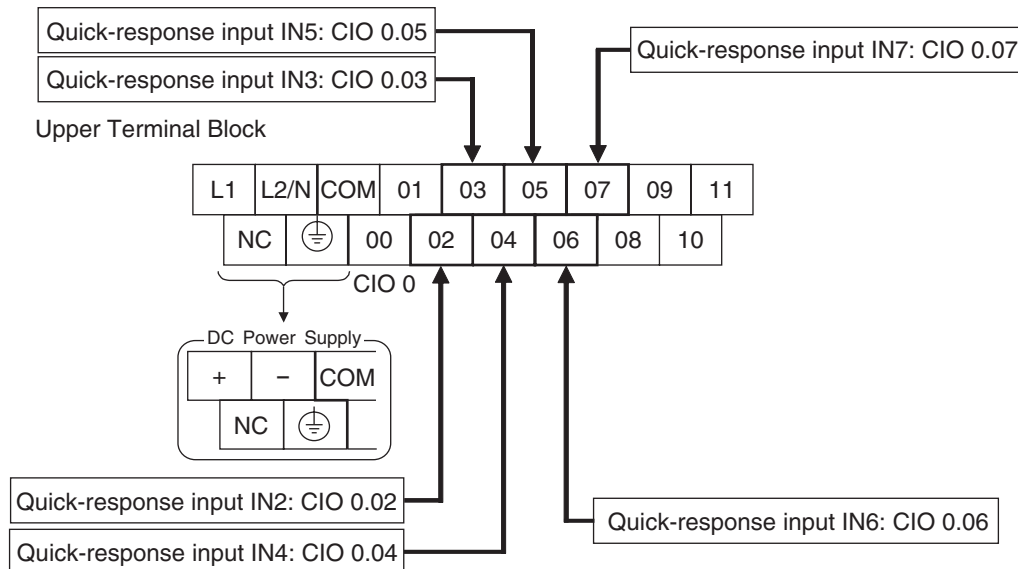 Quick-response input IN5: CIO 0.05
Quick-response input IN7: CIO 0.07
Quick-response input IN3: CIO 0.03
Upper Terminal Block
L1 L2/N COM 01 03 05 07 09 11
NC 00 02 04 06 08 10
CIO 0
DC Power Supply
+ − COM
NC
Quick-response input IN2: CIO 0.02
Quick-response input IN6: CIO 0.06
Quick-response input IN4: CIO 0.04